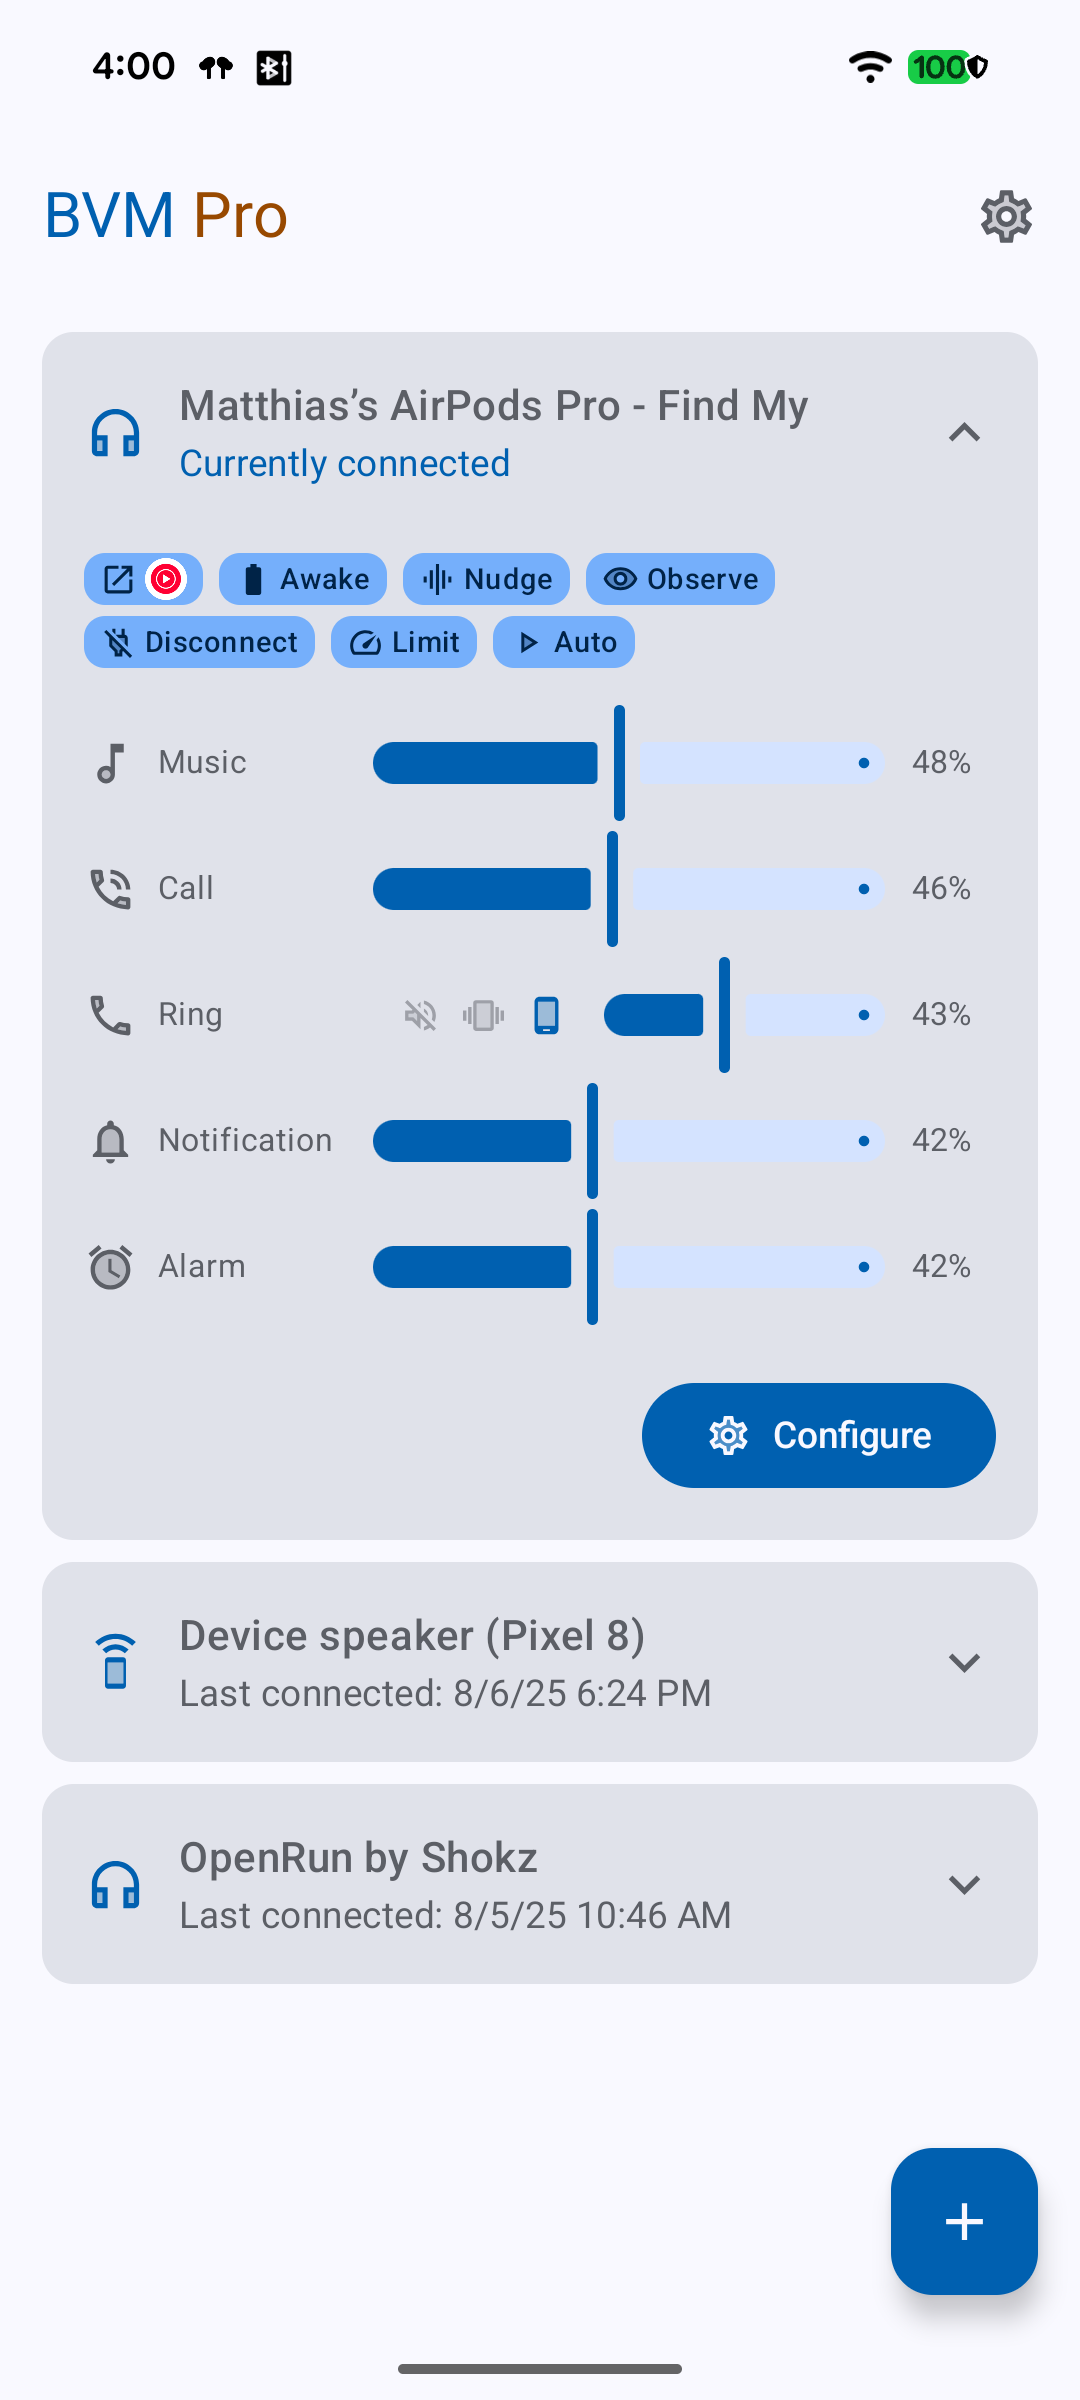 4:00
100
BVM Pro
Matthias’s AirPods Pro - Find My
Currently connected
Awake
Nudge
Observe
Disconnect
Limit
Auto
Music
48%
Call
46%
Ring
43%
Notification
42%
Alarm
42%
Configure
Device speaker (Pixel 8)
Last connected: 8/6/25 6:24 PM
OpenRun by Shokz
Last connected: 8/5/25 10:46 AM